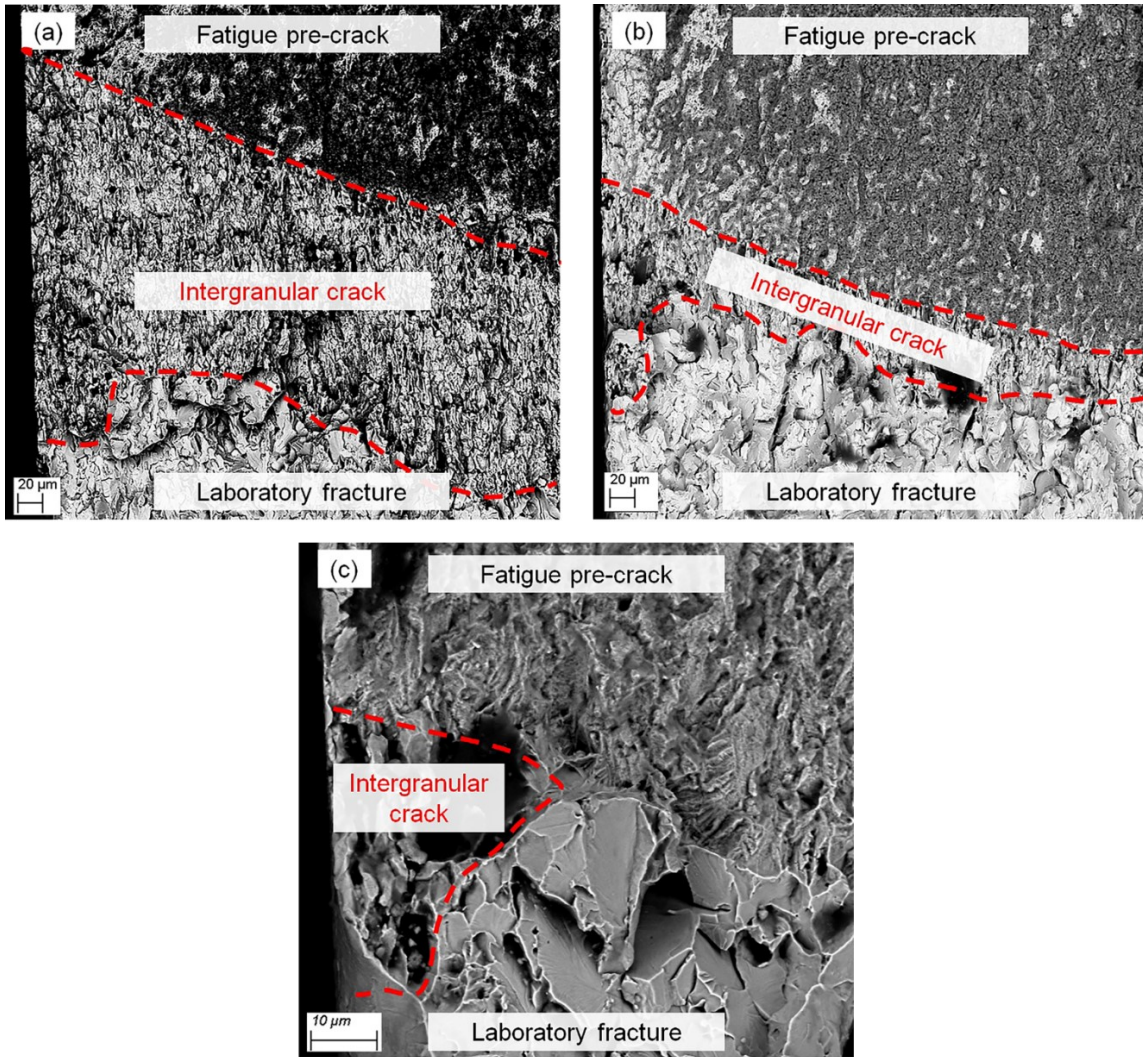 (a)
Fatigue pre-crack
Intergranular crack
Laboratory fracture
20 µm
(b)
Fatigue pre-crack
Intergranular crack
Laboratory fracture
20 µm
(c)
Fatigue pre-crack
Intergranular
crack
Laboratory fracture
10 µm